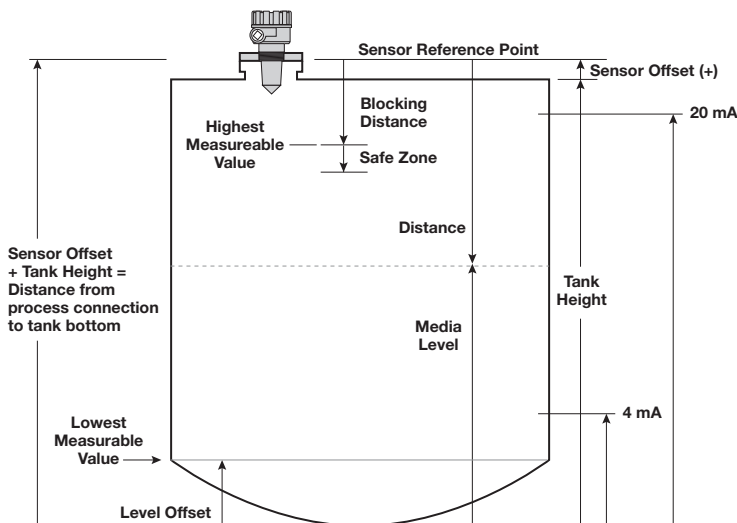 Sensor Reference Point
Sensor Offset (+)
Blocking
Distance
20 mA
Highest
Measureable
Value
Safe Zone
Distance
Sensor Offset
+ Tank Height =
Distance from
process connection
to tank bottom
Tank
Height
Media
Level
4 mA
Lowest
Measurable
Value
Level Offset